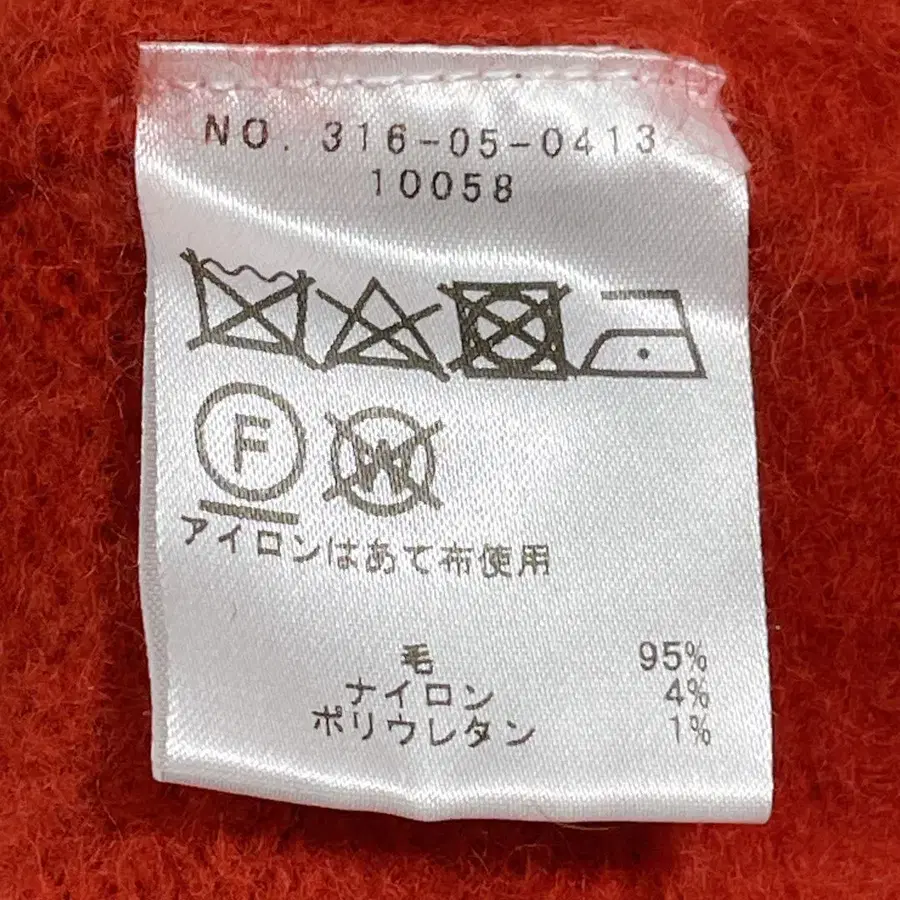 NO. 316-05-0413
10058
F W
アイロンはあて布使用
毛 95%
ナイロン 4%
ポリウレタン 1%